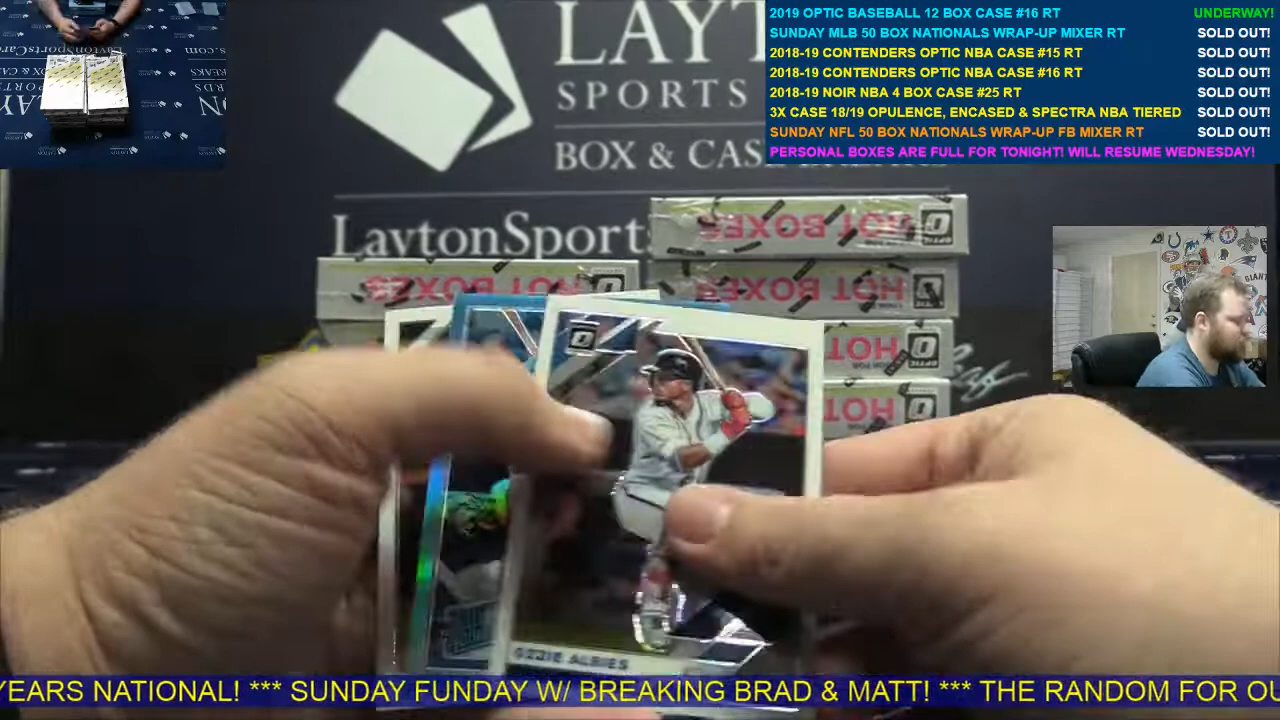 2019 OPTIC BASEBALL 12 BOX CASE #16 RT UNDERWAY!
SUNDAY MLB 50 BOX NATIONALS WRAP-UP MIXER RT SOLD OUT!
2018-19 CONTENDERS OPTIC NBA CASE #15 RT SOLD OUT!
2018-19 CONTENDERS OPTIC NBA CASE #16 RT SOLD OUT!
2018-19 NOIR NBA 4 BOX CASE #25 RT SOLD OUT!
3X CASE 18/19 OPULENCE, ENCASED & SPECTRA NBA TIERED SOLD OUT!
SUNDAY NFL 50 BOX NATIONALS WRAP-UP FB MIXER RT SOLD OUT!
PERSONAL BOXES ARE FULL FOR TONIGHT! WILL RESUME WEDNESDAY!
LAYT
SPORTS
BOX & CAS
LaytonSport
HOT BOXES
HOT BOXES
HOT BOXES
HOT
HOT
OZZIE ALBIES
YEARS NATIONAL! *** SUNDAY FUNDAY W/ BREAKING BRAD & MATT! *** THE RANDOM FOR OU